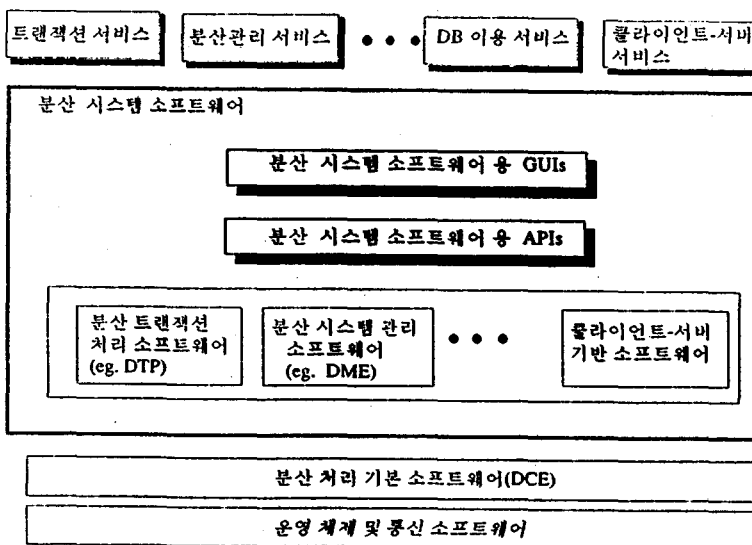 트랜잭션 서비스
분산관리 서비스
• • •
DB 이용 서비스
클라이언트-서버
서비스
분산 시스템 소프트웨어
분산 시스템 소프트웨어 용 GUIs
분산 시스템 소프트웨어 용 APIs
분산 트랜잭션
처리 소프트웨어
(eg. DTP)
분산 시스템 관리
소프트웨어
(eg. DME)
• • •
클라이언트-서버
기반 소프트웨어
분산 처리 기본 소프트웨어(DCE)
운영 체제 및 통신 소프트웨어